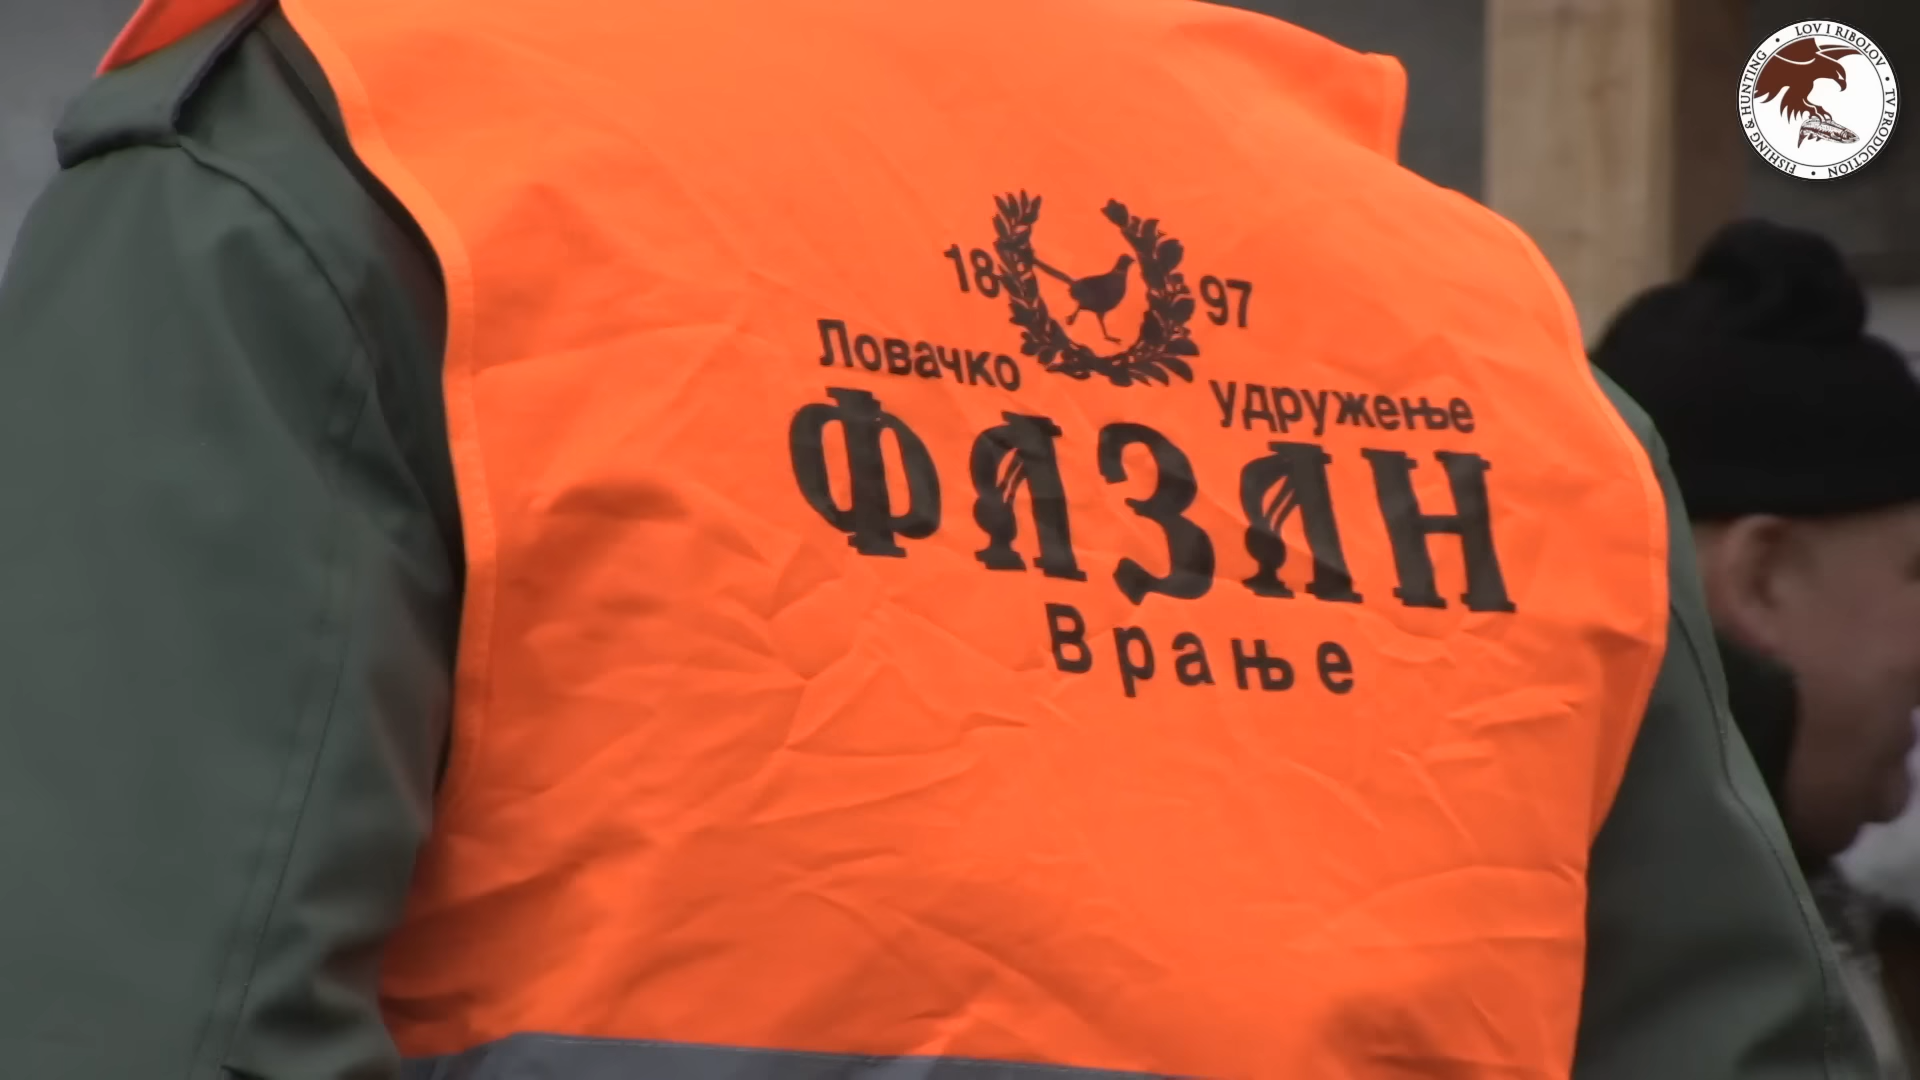 LOV I RIBOLOV • TV PRODUCTION • FISHING & HUNTING •
18 97
Ловачко удружење
ФАЗАН
Врање